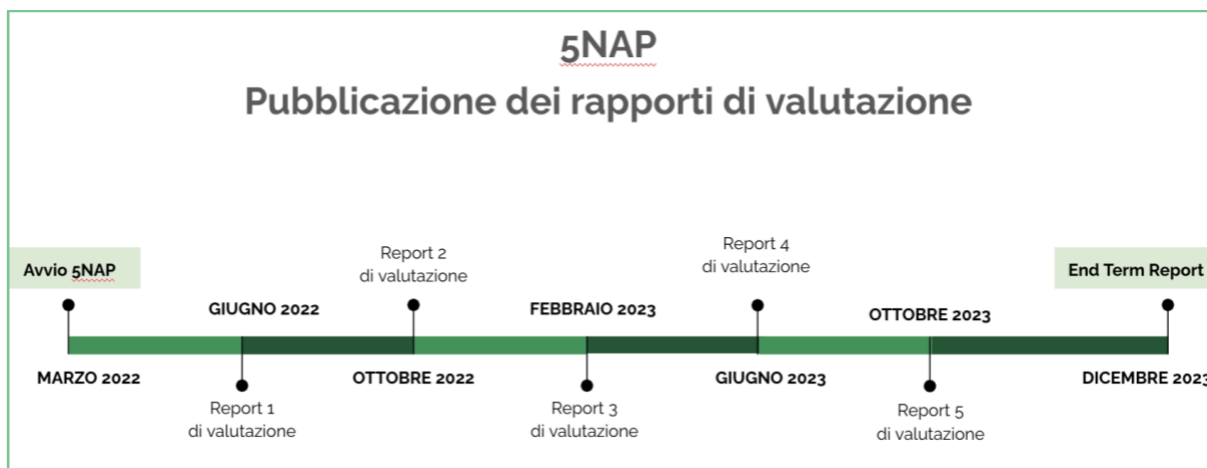 5NAP
Pubblicazione dei rapporti di valutazione
Avvio 5NAP
Report 2
di valutazione
Report 4
di valutazione
End Term Report
GIUGNO 2022
FEBBRAIO 2023
OTTOBRE 2023
MARZO 2022
OTTOBRE 2022
GIUGNO 2023
DICEMBRE 2023
Report 1
di valutazione
Report 3
di valutazione
Report 5
di valutazione